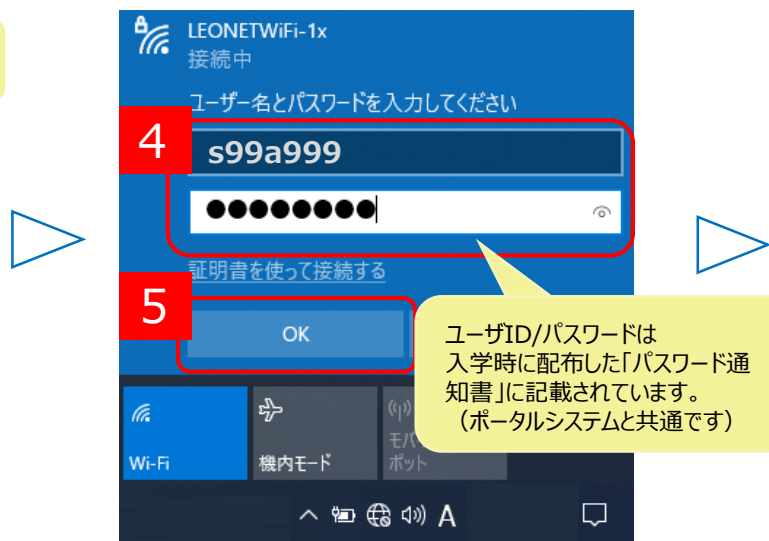 LEONETWiFi-1x
接続中
ユーザー名とパスワードを入力してください
4
s99a999
●●●●●●●●
証明書を使って接続する
5
OK
ユーザID/パスワードは
入学時に配布した「パスワード通
知書」に記載されています。
（ポータルシステムと共通です）
Wi-Fi
機内モード
モバ
ポット
A